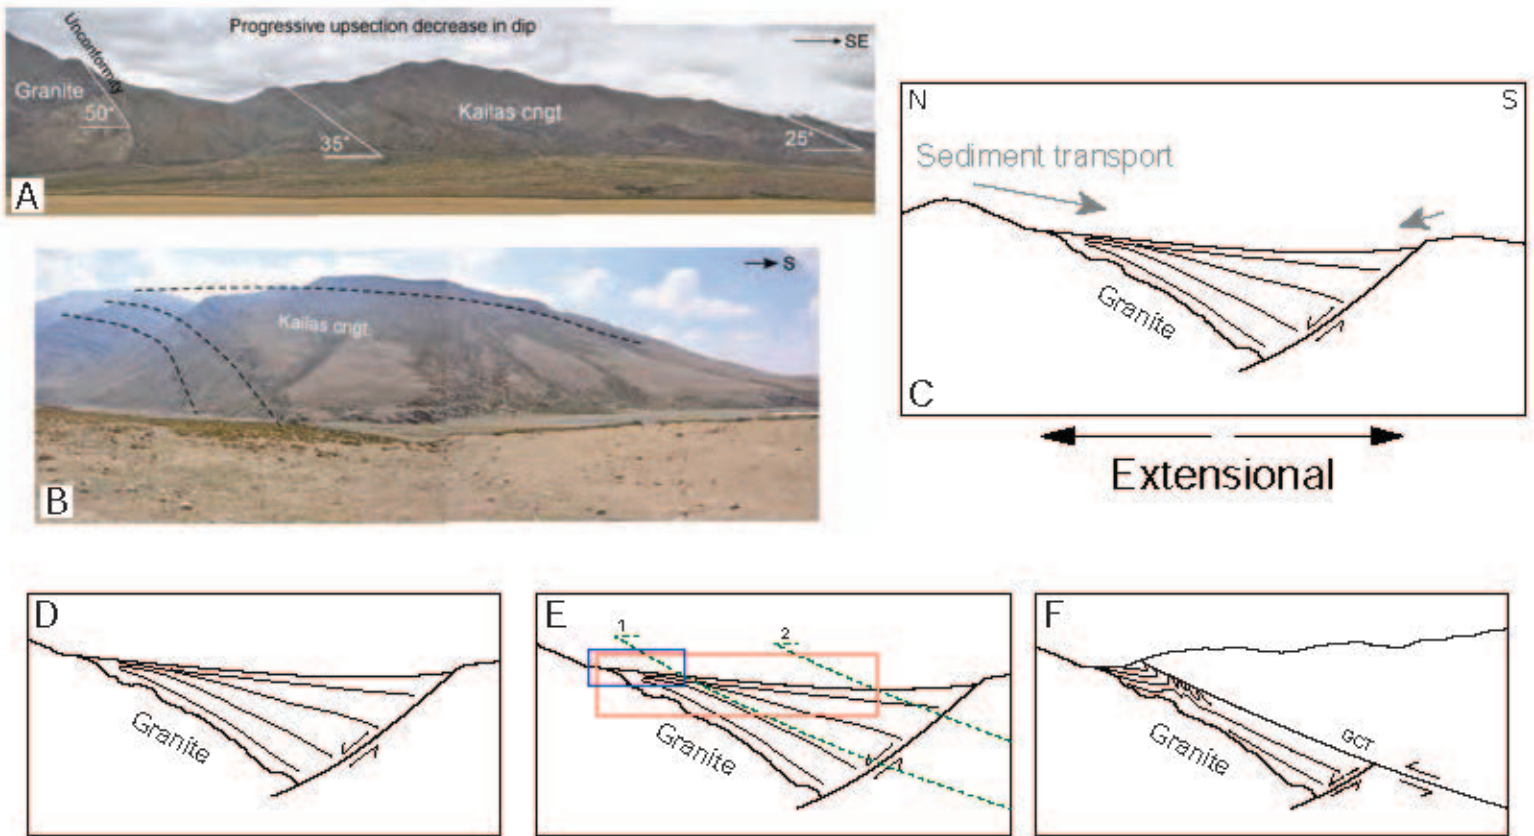 Progressive upsection decrease in dip
SE
Unconformity
Granite
50°
Kailas cngt
35°
25°
A
S
Kailas cngt
B
N
S
Sediment transport
Granite
C
Extensional
D
Granite
E
1
2
Granite
F
GCT
Granite